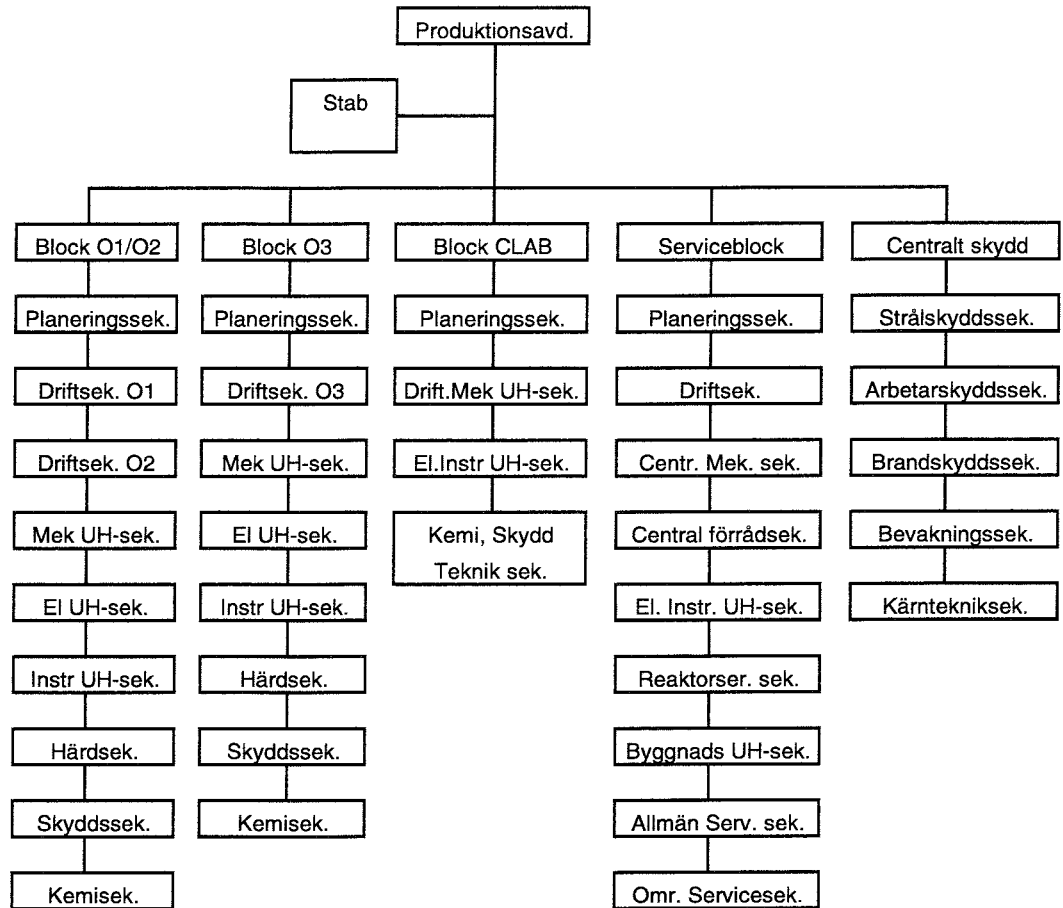 Produktionsavd.
Stab
Block O1/O2
Planeringssek.
Driftsek. O1
Driftsek. O2
Mek UH-sek.
El UH-sek.
Instr UH-sek.
Härdsek.
Skyddssek.
Kemisek.
Block O3
Planeringssek.
Driftsek. O3
Mek UH-sek.
El UH-sek.
Instr UH-sek.
Härdsek.
Skyddssek.
Kemisek.
Block CLAB
Planeringssek.
Drift.Mek UH-sek.
El.Instr UH-sek.
Kemi, Skydd
Teknik sek.
Serviceblock
Planeringssek.
Driftsek.
Centr. Mek. sek.
Central förrådsek.
El. Instr. UH-sek.
Reaktorser. sek.
Byggnads UH-sek.
Allmän Serv. sek.
Omr. Servicesek.
Centralt skydd
Strålskyddssek.
Arbetarskyddssek.
Brandskyddssek.
Bevakningssek.
Kärntekniksek.